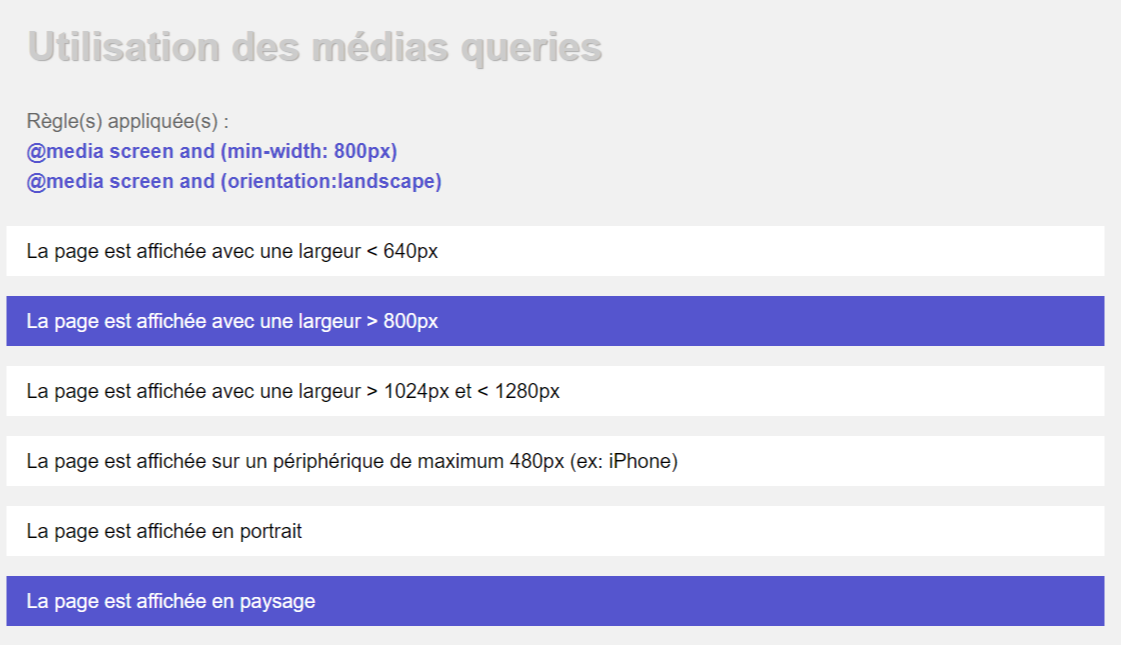 Utilisation des médias queries
Règle(s) appliquée(s) :
@media screen and (min-width: 800px)
@media screen and (orientation:landscape)
La page est affichée avec une largeur < 640px
La page est affichée avec une largeur > 800px
La page est affichée avec une largeur > 1024px et < 1280px
La page est affichée sur un périphérique de maximum 480px (ex: iPhone)
La page est affichée en portrait
La page est affichée en paysage